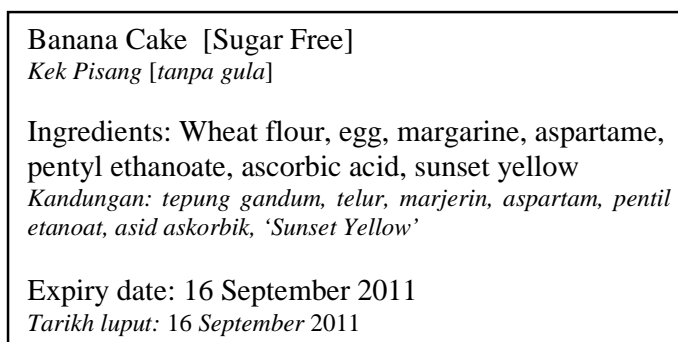 Banana Cake [Sugar Free]
Kek Pisang [tanpa gula]
Ingredients: Wheat flour, egg, margarine, aspartame,
pentyl ethanoate, ascorbic acid, sunset yellow
Kandungan: tepung gandum, telur, marjerin, aspartam, pentil
etanoat, asid askorbik, ‘Sunset Yellow’
Expiry date: 16 September 2011
Tarikh luput: 16 September 2011